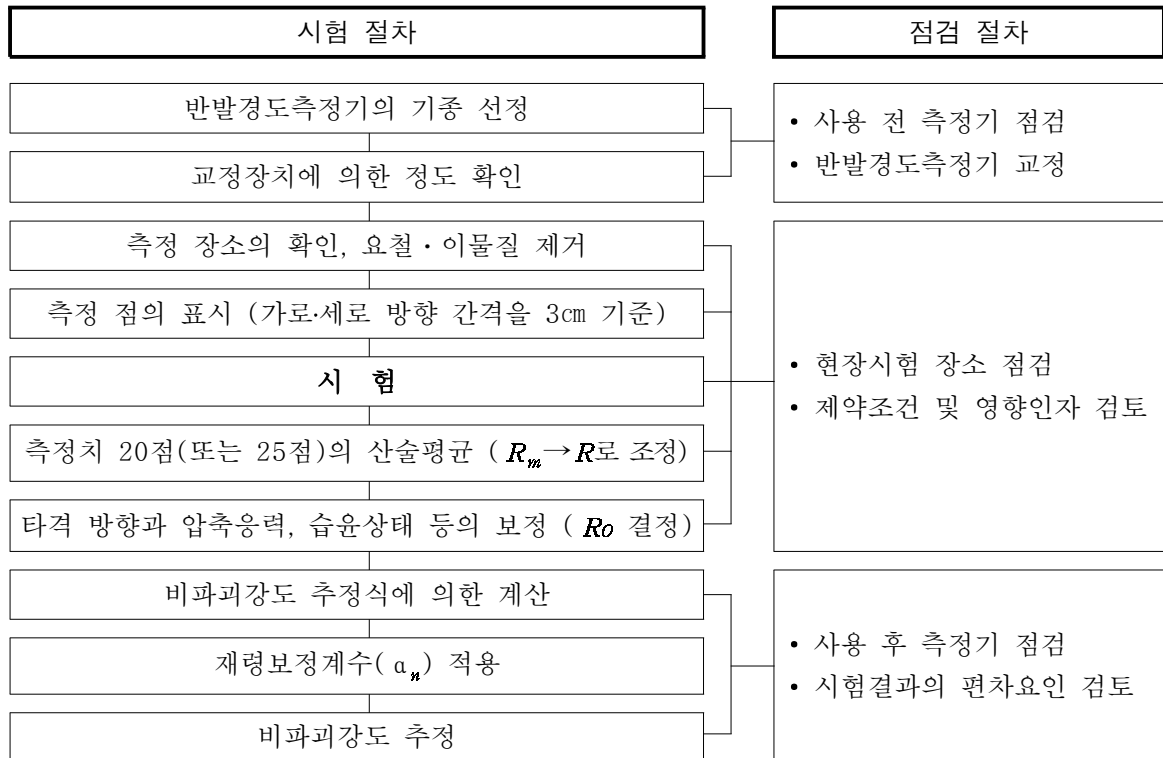 시험 절차
반발경도측정기의 기종 선정
교정장치에 의한 정도 확인
측정 장소의 확인, 요철·이물질 제거
측정 점의 표시 (가로·세로 방향 간격을 3㎝ 기준)
시 험
측정치 20점(또는 25점)의 산술평균 ( Rm→R로 조정)
타격 방향과 압축응력, 습윤상태 등의 보정 ( Ro 결정)
비파괴강도 추정식에 의한 계산
재령보정계수( αn) 적용
비파괴강도 추정
점검 절차
• 사용 전 측정기 점검
• 반발경도측정기 교정
• 현장시험 장소 점검
• 제약조건 및 영향인자 검토
• 사용 후 측정기 점검
• 시험결과의 편차요인 검토